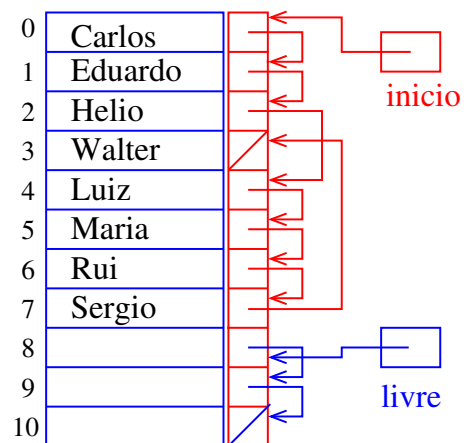 0 Carlos
1 Eduardo
inicio
2 Helio
3 Walter
4 Luiz
5 Maria
6 Rui
7 Sergio
8
9
livre
10